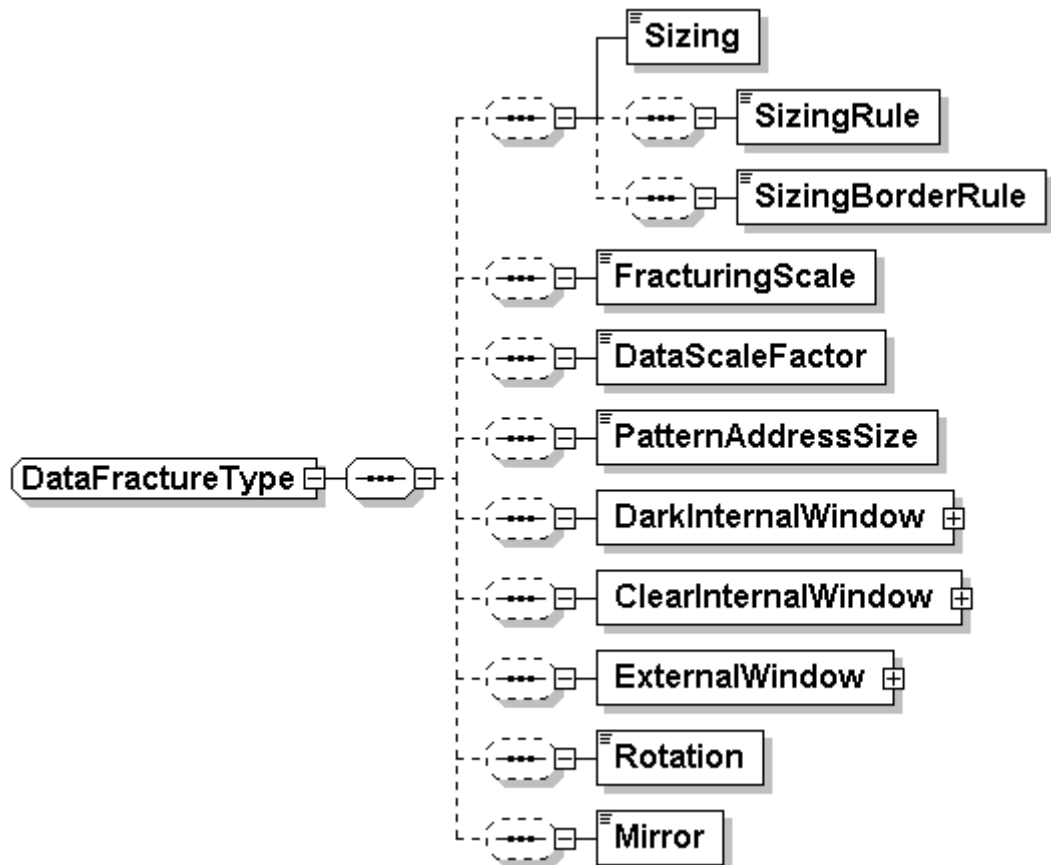 Sizing
SizingRule
SizingBorderRule
FracturingScale
DataScaleFactor
PatternAddressSize
DataFractureType
DarkInternalWindow
ClearInternalWindow
ExternalWindow
Rotation
Mirror